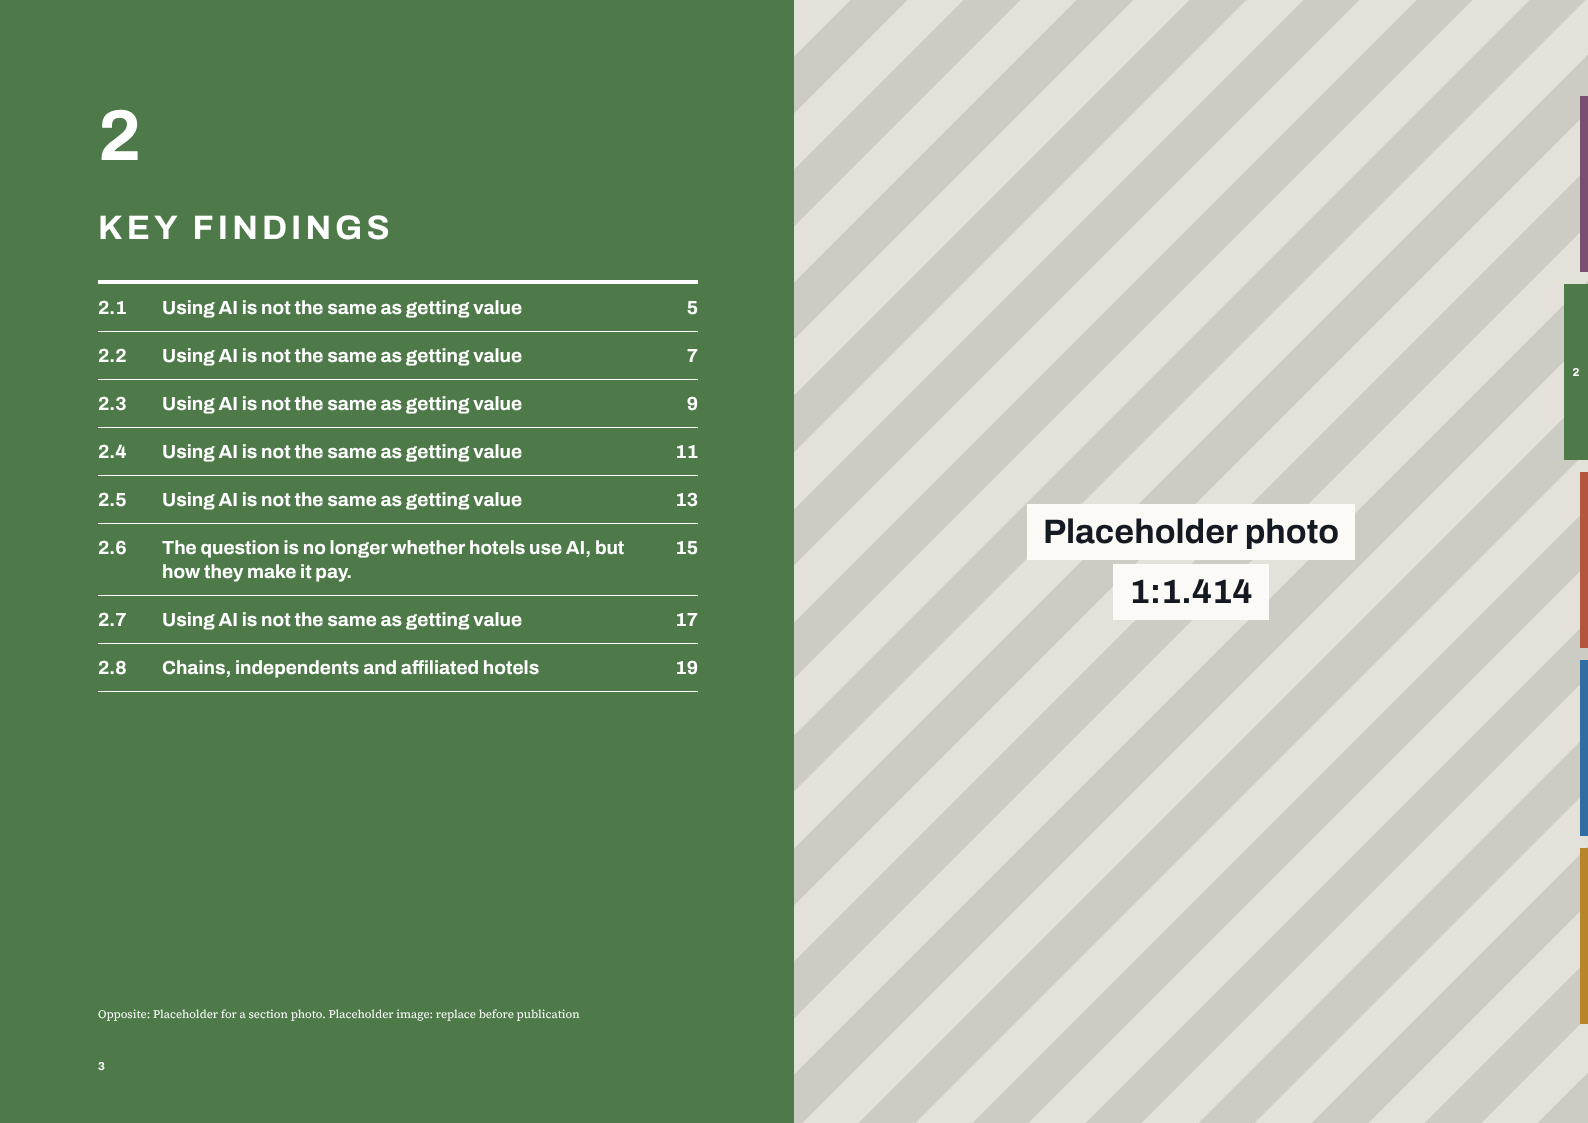 2
KEY FINDINGS
2.1 Using AI is not the same as getting value 5
2.2 Using AI is not the same as getting value 7
2.3 Using AI is not the same as getting value 9
2.4 Using AI is not the same as getting value 11
2.5 Using AI is not the same as getting value 13
2.6 The question is no longer whether hotels use AI, but 15
how they make it pay.
2.7 Using AI is not the same as getting value 17
2.8 Chains, independents and affiliated hotels 19
Opposite: Placeholder for a section photo. Placeholder image: replace before publication
3
Placeholder photo
1:1.414
2